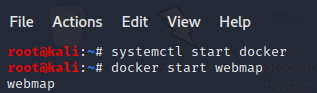 File Actions Edit View Help
root@kali:~# systemctl start docker
root@kali:~# docker start webmap
webmap